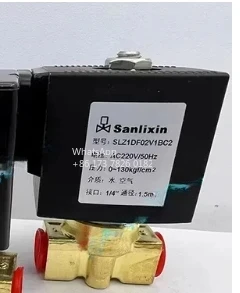 Sanlixin
型号: SLZ1DF02V1BC2
WhatsApp
AC220V/50Hz
压力: 0~130kgf/cm2
介质: 水 空气
接口: 1/4" 通径: 1.5m